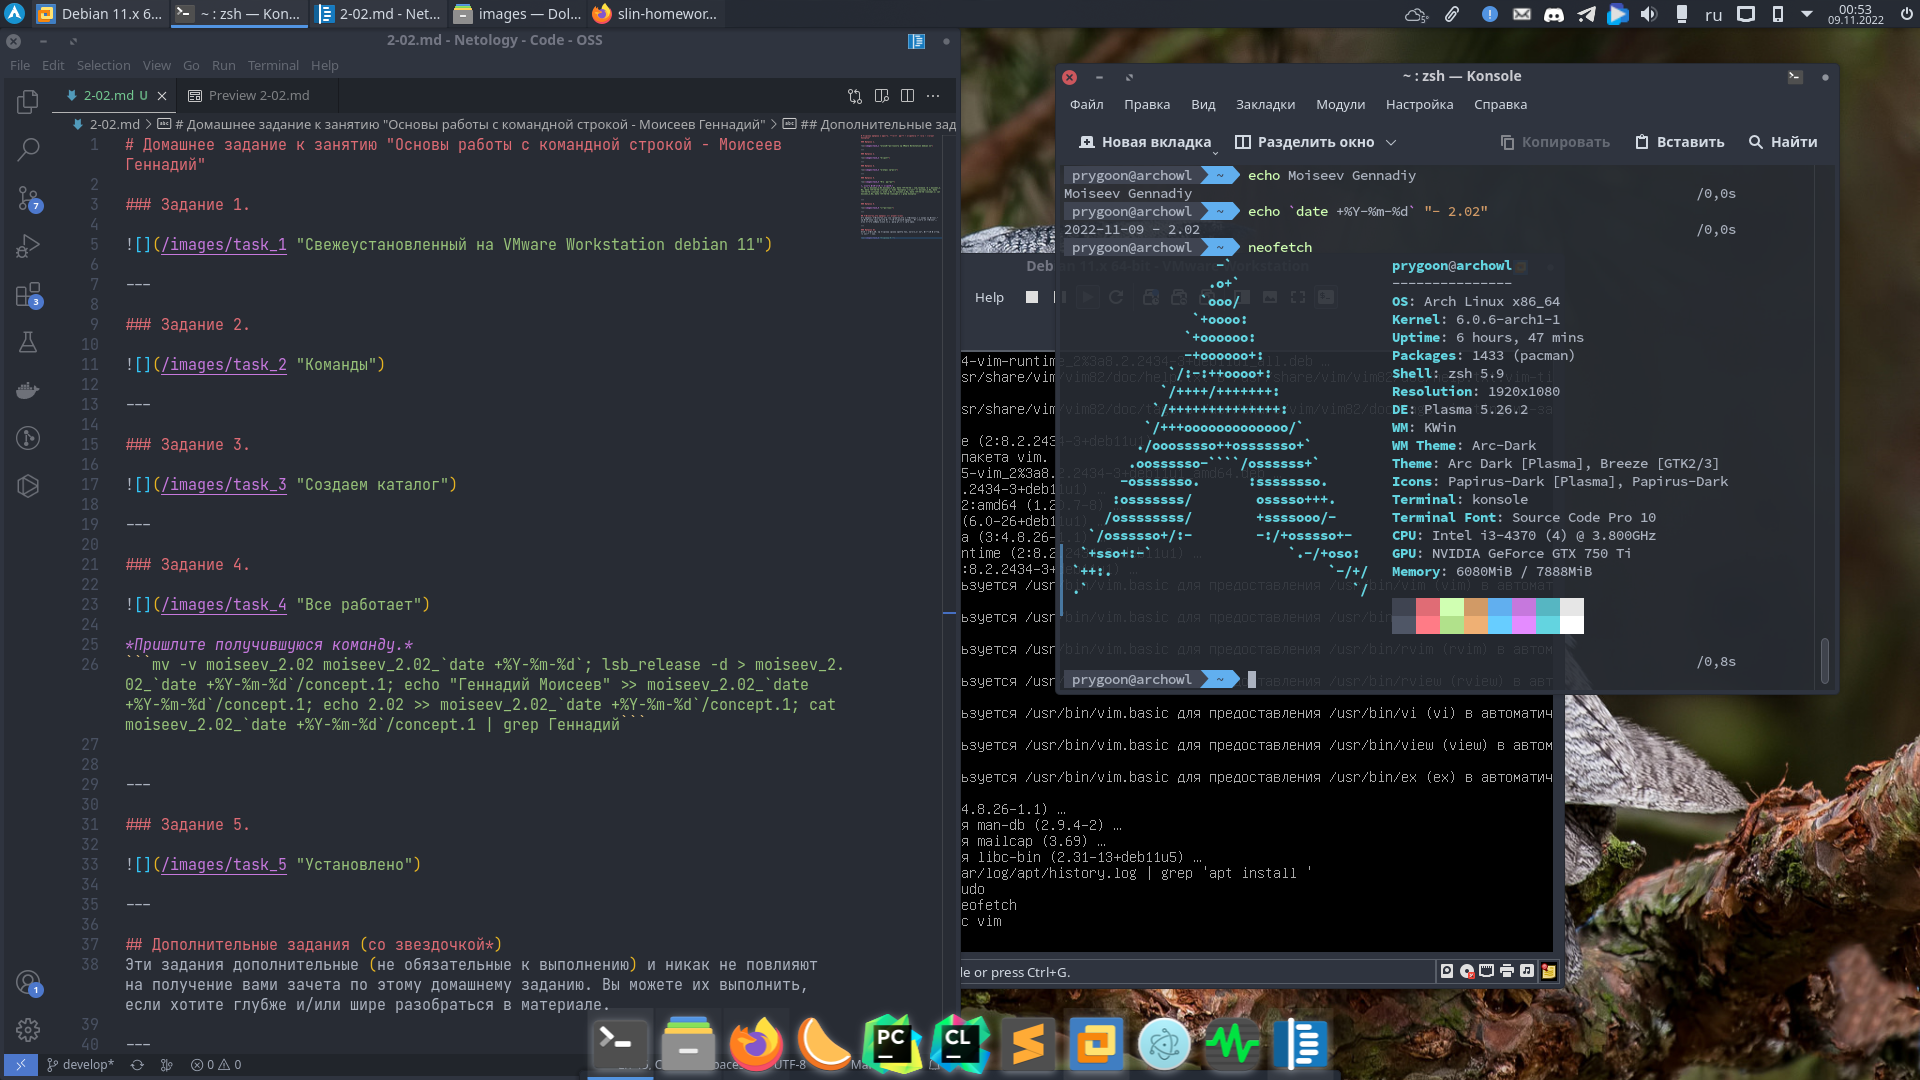 Debian 11.x 6...
~ : zsh — Kon...
2-02.md - Net...
images — Dol...
slin-homewor...
5°
ru
00:53
09.11.2022
2-02.md - Netology - Code - OSS
File Edit Selection View Go Run Terminal Help
2-02.md U
Preview 2-02.md
2-02.md > # Домашнее задание к занятию "Основы работы с командной строкой - Моисеев Геннадий" > ## Дополнительные зад
1 # Домашнее задание к занятию "Основы работы с командной строкой - Моисеев
Геннадий"
2
3 ### Задание 1.
4
5 ![](/images/task_1 "Свежеустановленный на VMware Workstation debian 11")
6
7 ---
8
9 ### Задание 2.
10
11 ![](/images/task_2 "Команды")
12
13 ---
14
15 ### Задание 3.
16
17 ![](/images/task_3 "Создаем каталог")
18
19 ---
20
21 ### Задание 4.
22
23 ![](/images/task_4 "Все работает")
24
25 *Пришлите получившуюся команду.*
26 ```mv -v moiseev_2.02 moiseev_2.02_`date +%Y-%m-%d`; lsb_release -d > moiseev_2.
02_`date +%Y-%m-%d`/concept.1; echo "Геннадий Моисеев" >> moiseev_2.02_`date
+%Y-%m-%d`/concept.1; echo 2.02 >> moiseev_2.02_`date +%Y-%m-%d`/concept.1; cat
moiseev_2.02_`date +%Y-%m-%d`/concept.1 | grep Геннадий```
27
28
29 ---
30
31 ### Задание 5.
32
33 ![](/images/task_5 "Установлено")
34
35 ---
36
37 ## Дополнительные задания (со звездочкой*)
38 Эти задания дополнительные (не обязательные к выполнению) и никак не повлияют
на получение вами зачета по этому домашнему заданию. Вы можете их выполнить,
если хотите глубже и/или шире разобраться в материале.
39
40 ---
7
3
1
develop*
0 0
UTF-8
~ : zsh — Konsole
Файл Правка Вид Закладки Модули Настройка Справка
Новая вкладка
Разделить окно
Копировать
Вставить
Найти
prygoon@archowl ~ echo Moiseev Gennadiy
Moiseev Gennadiy /0,0s
prygoon@archowl ~ echo `date +%Y-%m-%d` "- 2.02"
2022-11-09 - 2.02 /0,0s
prygoon@archowl ~ neofetch
prygoon@archowl
---------------
OS: Arch Linux x86_64
Kernel: 6.0.6-arch1-1
Uptime: 6 hours, 47 mins
Packages: 1433 (pacman)
Shell: zsh 5.9
Resolution: 1920x1080
DE: Plasma 5.26.2
WM: KWin
WM Theme: Arc-Dark
Theme: Arc Dark [Plasma], Breeze [GTK2/3]
Icons: Papirus-Dark [Plasma], Papirus-Dark
Terminal: konsole
Terminal Font: Source Code Pro 10
CPU: Intel i3-4370 (4) @ 3.800GHz
GPU: NVIDIA GeForce GTX 750 Ti
Memory: 6080MiB / 7888MiB
/0,8s
prygoon@archowl ~
Help
ьзуется /usr/bin/vim.basic для предоставления /usr/bin/vi (vi) в автоматич
ьзуется /usr/bin/vim.basic для предоставления /usr/bin/view (view) в автом
ьзуется /usr/bin/vim.basic для предоставления /usr/bin/ex (ex) в автоматич
4.8.26-1.1) …
я man-db (2.9.4-2) …
я mailcap (3.69) …
я libc-bin (2.31-13+deb11u5) …
ar/log/apt/history.log | grep 'apt install '
udo
eofetch
c vim
le or press Ctrl+G.
PC
CL